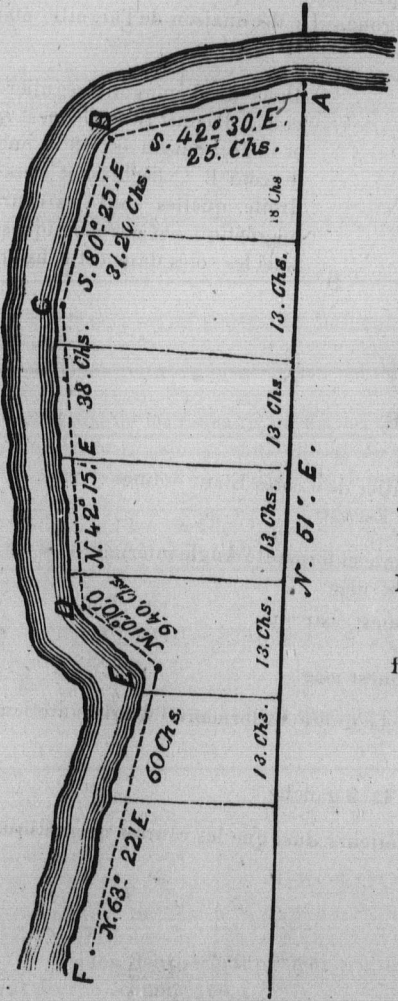 A
S. 42° 30.' E.
25. Chs.
B
18 Chs
S. 80° 25.' E
31,20 Chs.
13. Chs.
C
38. Chs
13. Chs.
N. 42° 15.' E
13. Chs.
N 51°. E
D
N. 10° 10.' O
9,40 Chs
13. Chs.
E
60 Chs.
13. Chs
N. 63° 22.' E.
F
f